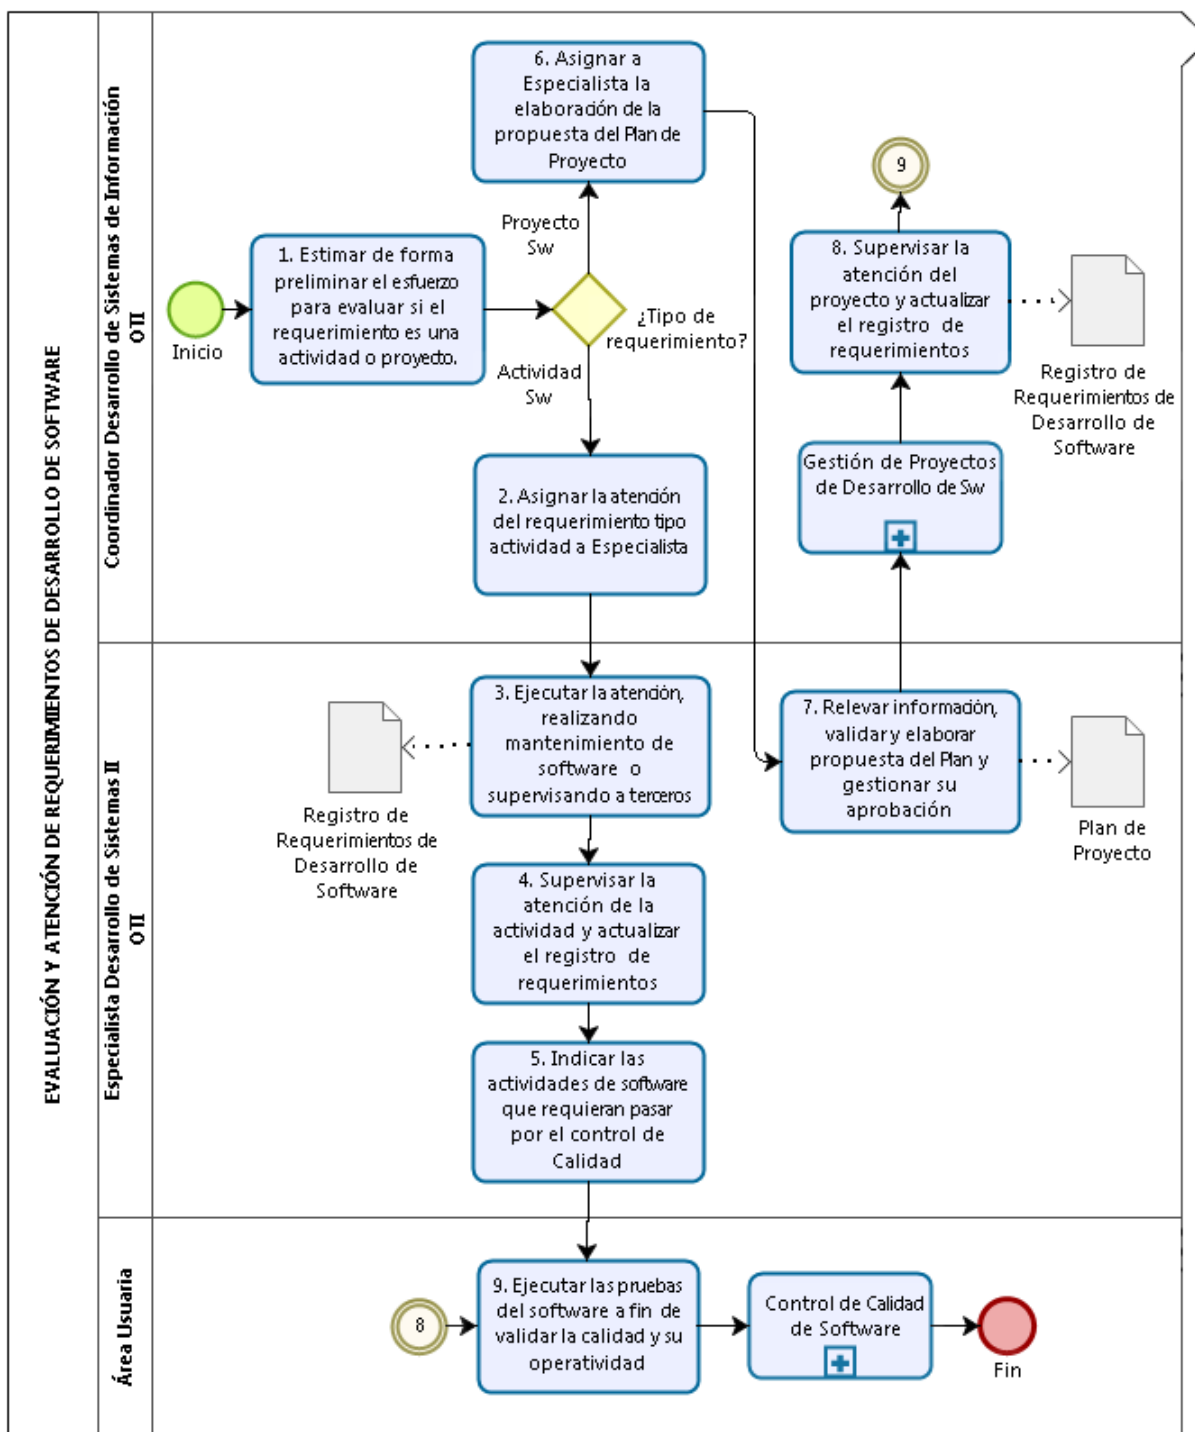 EVALUACIÓN Y ATENCIÓN DE REQUERIMIENTOS DE DESARROLLO DE SOFTWARE
Coordinador Desarrollo de Sistemas de Información
OTI
Inicio
1. Estimar de forma
preliminar el esfuerzo
para evaluar si el
requerimiento es una
actividad o proyecto.
¿Tipo de
requerimiento?
Proyecto
Sw
Actividad
Sw
6. Asignar a
Especialista la
elaboración de la
propuesta del Plan de
Proyecto
2. Asignar la atención
del requerimiento tipo
actividad a Especialista
9
8. Supervisar la
atención del
proyecto y actualizar
el registro de
requerimientos
Registro de
Requerimientos de
Desarrollo de
Software
Gestión de Proyectos
de Desarrollo de Sw
Especialista Desarrollo de Sistemas II
OTI
3. Ejecutar la atención,
realizando
mantenimiento de
software o
supervisando a terceros
Registro de
Requerimientos de
Desarrollo de
Software
7. Relevar información,
validar y elaborar
propuesta del Plan y
gestionar su
aprobación
Plan de
Proyecto
4. Supervisar la
atención de la
actividad y actualizar
el registro de
requerimientos
5. Indicar las
actividades de software
que requieran pasar
por el control de
Calidad
Área Usuaria
8
9. Ejecutar las pruebas
del software a fin de
validar la calidad y su
operatividad
Control de Calidad
de Software
Fin